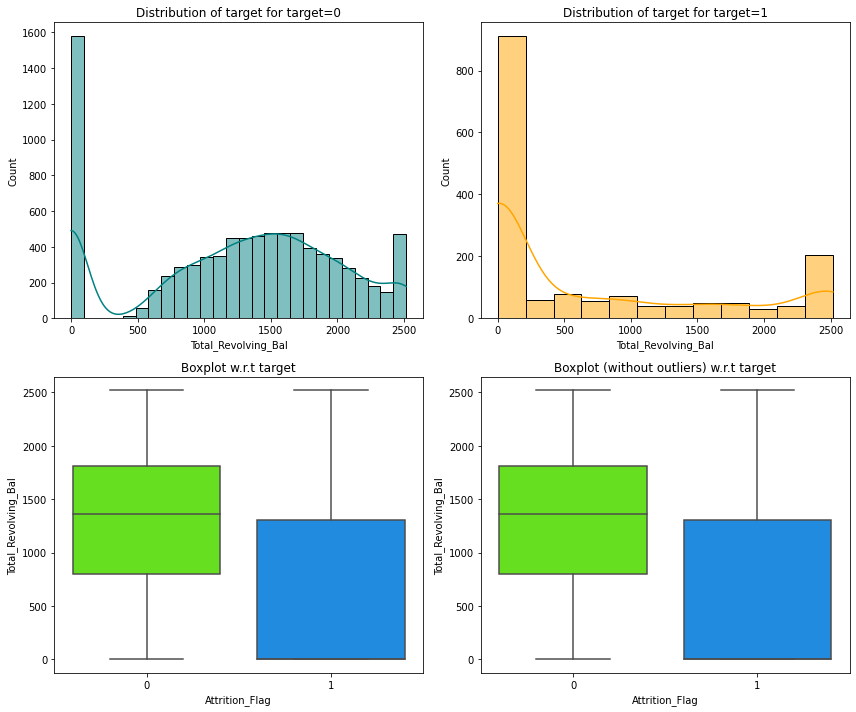 Distribution of target for target=0
1600
1400
1200
1000
800
600
400
200
0
Count
0 500 1000 1500 2000 2500
Total_Revolving_Bal
Distribution of target for target=1
800
600
400
200
0
Count
0 500 1000 1500 2000 2500
Total_Revolving_Bal
Boxplot w.r.t target
2500
2000
1500
1000
500
0
Total_Revolving_Bal
0 1
Attrition_Flag
Boxplot (without outliers) w.r.t target
2500
2000
1500
1000
500
0
Total_Revolving_Bal
0 1
Attrition_Flag